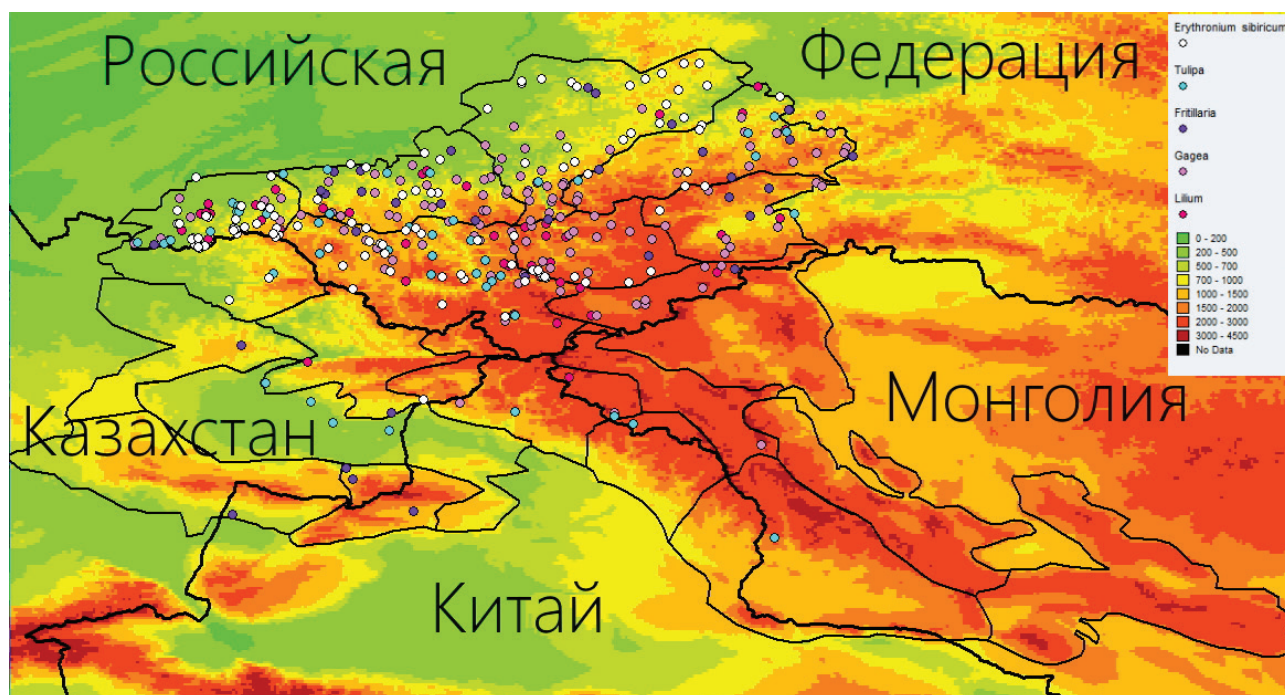 Российская
Федерация
Казахстан
Монголия
Китай
Erythronium sibiricum
Tulipa
Fritillaria
Gagea
Lilium
0 - 200
200 - 500
500 - 700
700 - 1000
1000 - 1500
1500 - 2000
2000 - 3000
3000 - 4500
No Data